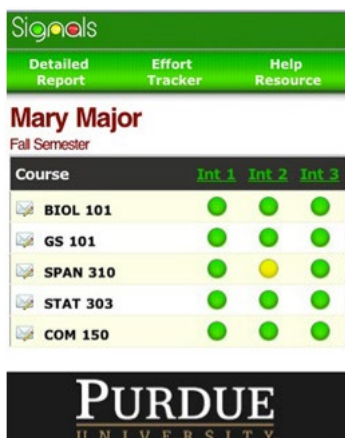 Signals
Detailed Report
Effort Tracker
Help Resource
Mary Major
Fall Semester
Course Int 1 Int 2 Int 3
BIOL 101
GS 101
SPAN 310
STAT 303
COM 150
PURDUE
UNIVERSITY